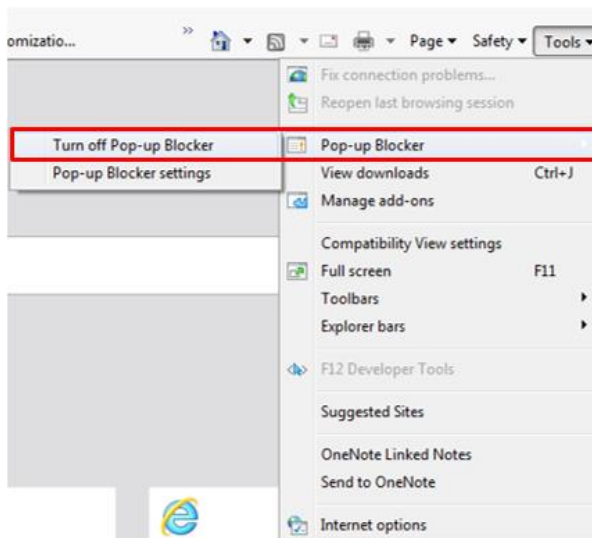 omizatio... » Page Safety Tools
Fix connection problems...
Reopen last browsing session
Turn off Pop-up Blocker Pop-up Blocker
Pop-up Blocker settings View downloads Ctrl+J
Manage add-ons
Compatibility View settings
Full screen F11
Toolbars
Explorer bars
F12 Developer Tools
Suggested Sites
OneNote Linked Notes
Send to OneNote
Internet options